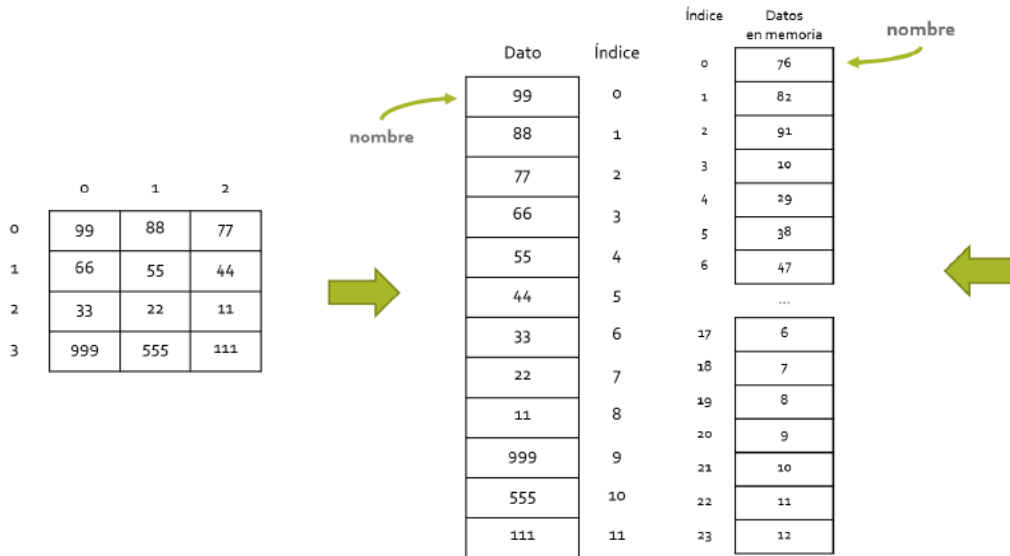 0 1 2
0 99 88 77
1 66 55 44
2 33 22 11
3 999 555 111
Dato Índice
nombre
99 0
88 1
77 2
66 3
55 4
44 5
33 6
22 7
11 8
999 9
555 10
111 11
Índice Datos
en memoria
nombre
0 76
1 82
2 91
3 10
4 29
5 38
6 47
...
17 6
18 7
19 8
20 9
21 10
22 11
23 12